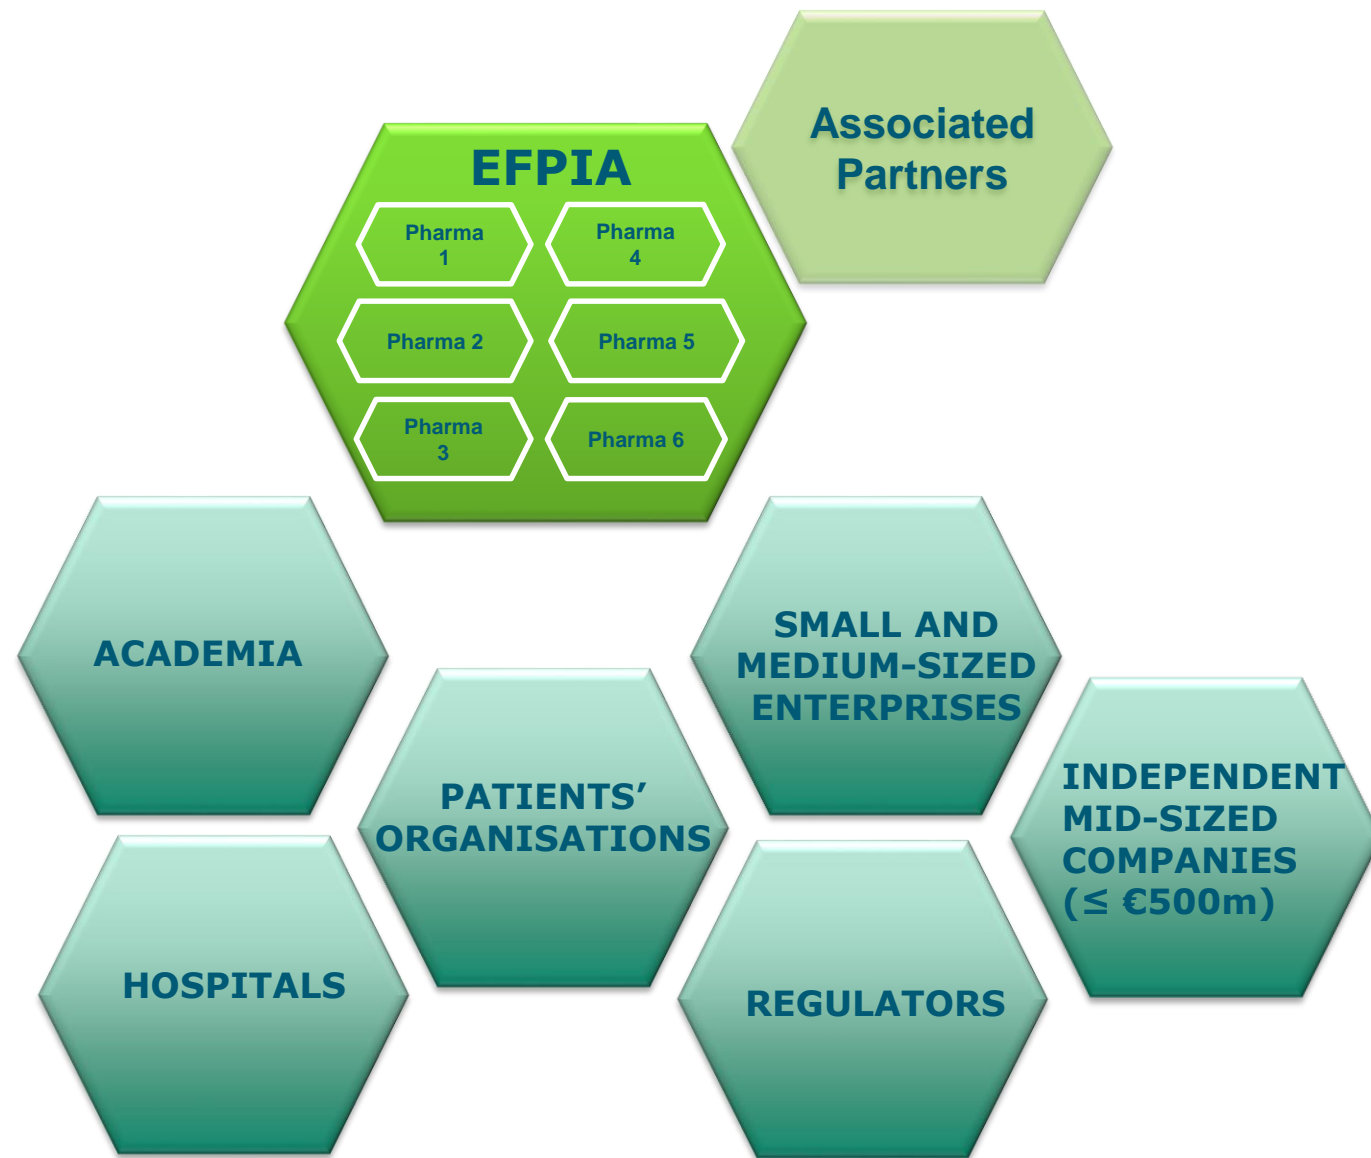 Associated
Partners
EFPIA
Pharma
1
Pharma
4
Pharma 2
Pharma 5
Pharma
3
Pharma 6
ACADEMIA
SMALL AND
MEDIUM-SIZED
ENTERPRISES
PATIENTS’
ORGANISATIONS
INDEPENDENT
MID-SIZED
COMPANIES
(≤ €500m)
HOSPITALS
REGULATORS